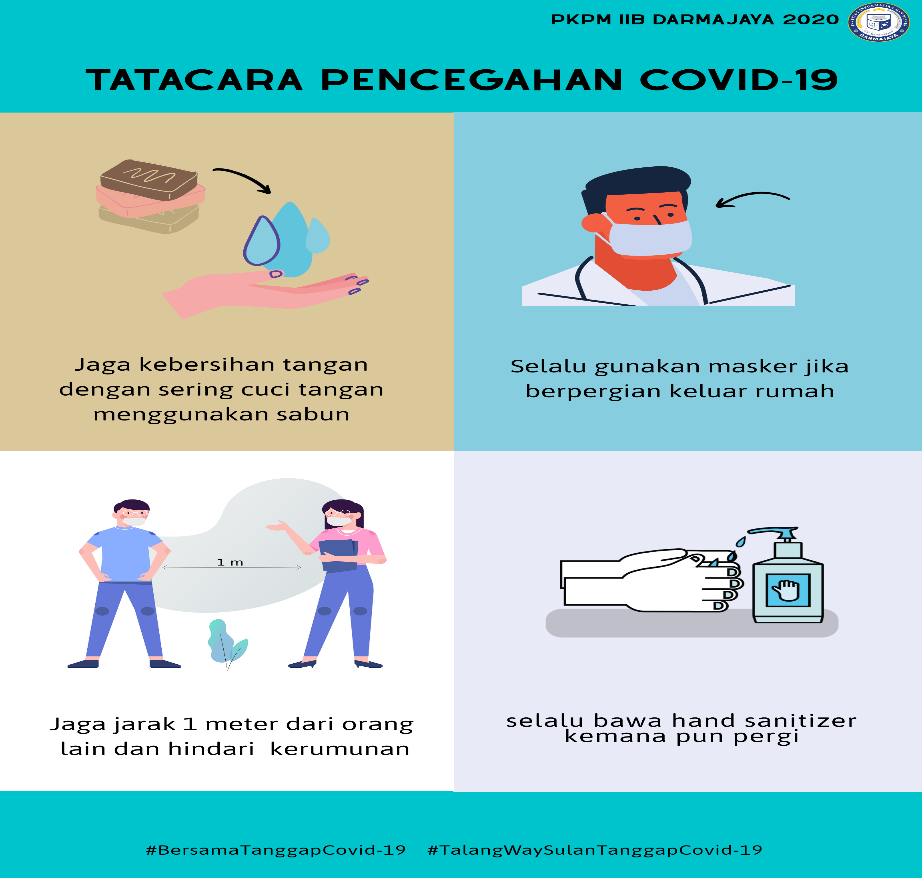 PKPM IIB DARMAJAYA 2020
TATACARA PENCEGAHAN COVID-19
Jaga kebersihan tangan
dengan sering cuci tangan
menggunakan sabun
Selalu gunakan masker jika
berpergian keluar rumah
1 m
Jaga jarak 1 meter dari orang
lain dan hindari kerumunan
selalu bawa hand sanitizer
kemana pun pergi
#BersamaTanggapCovid-19 #TalangWaySulanTanggapCovid-19